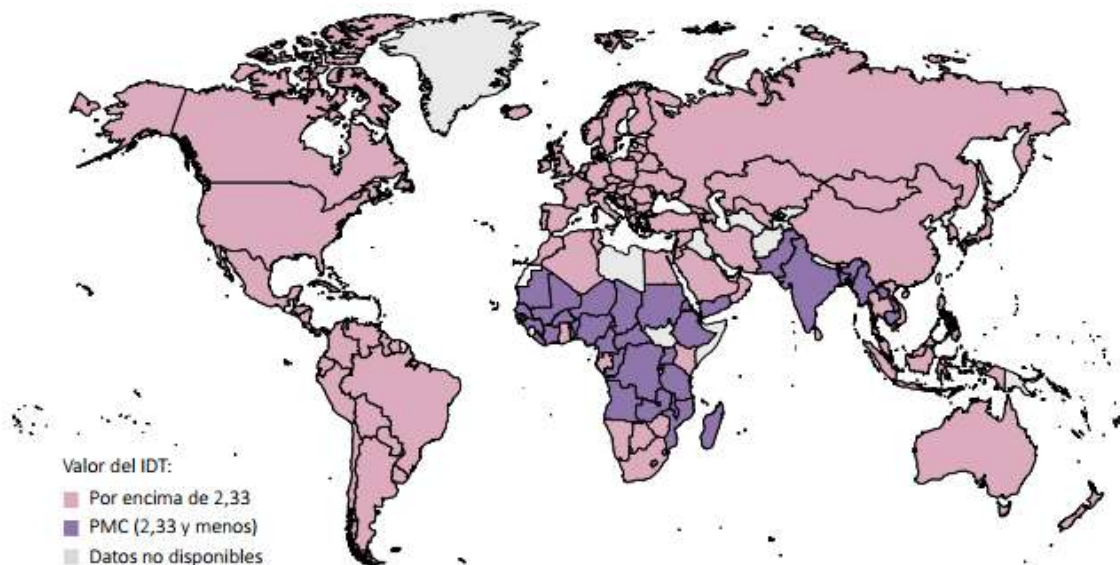 Valor del IDT:
Por encima de 2,33
PMC (2,33 y menos)
Datos no disponibles